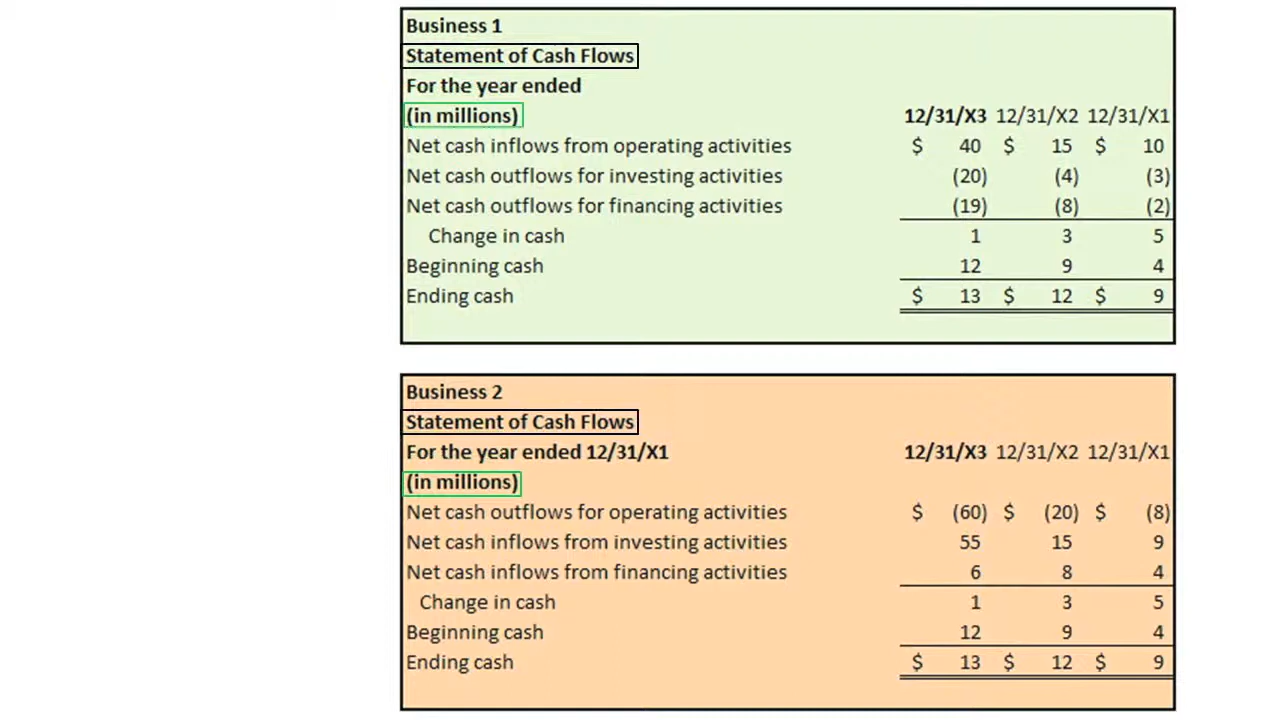 Business 1
Statement of Cash Flows
For the year ended
(in millions) 12/31/X3 12/31/X2 12/31/X1
Net cash inflows from operating activities $ 40 $ 15 $ 10
Net cash outflows for investing activities (20) (4) (3)
Net cash outflows for financing activities (19) (8) (2)
Change in cash 1 3 5
Beginning cash 12 9 4
Ending cash $ 13 $ 12 $ 9
Business 2
Statement of Cash Flows
For the year ended 12/31/X1 12/31/X3 12/31/X2 12/31/X1
(in millions)
Net cash outflows for operating activities $ (60) $ (20) $ (8)
Net cash inflows from investing activities 55 15 9
Net cash inflows from financing activities 6 8 4
Change in cash 1 3 5
Beginning cash 12 9 4
Ending cash $ 13 $ 12 $ 9